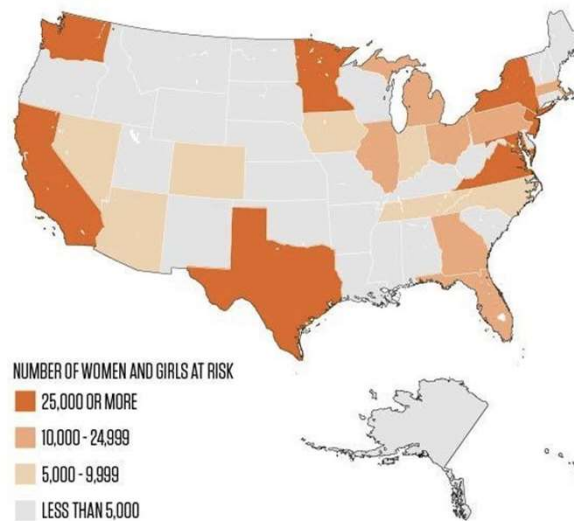 NUMBER OF WOMEN AND GIRLS AT RISK
25,000 OR MORE
10,000 - 24,999
5,000 - 9,999
LESS THAN 5,000